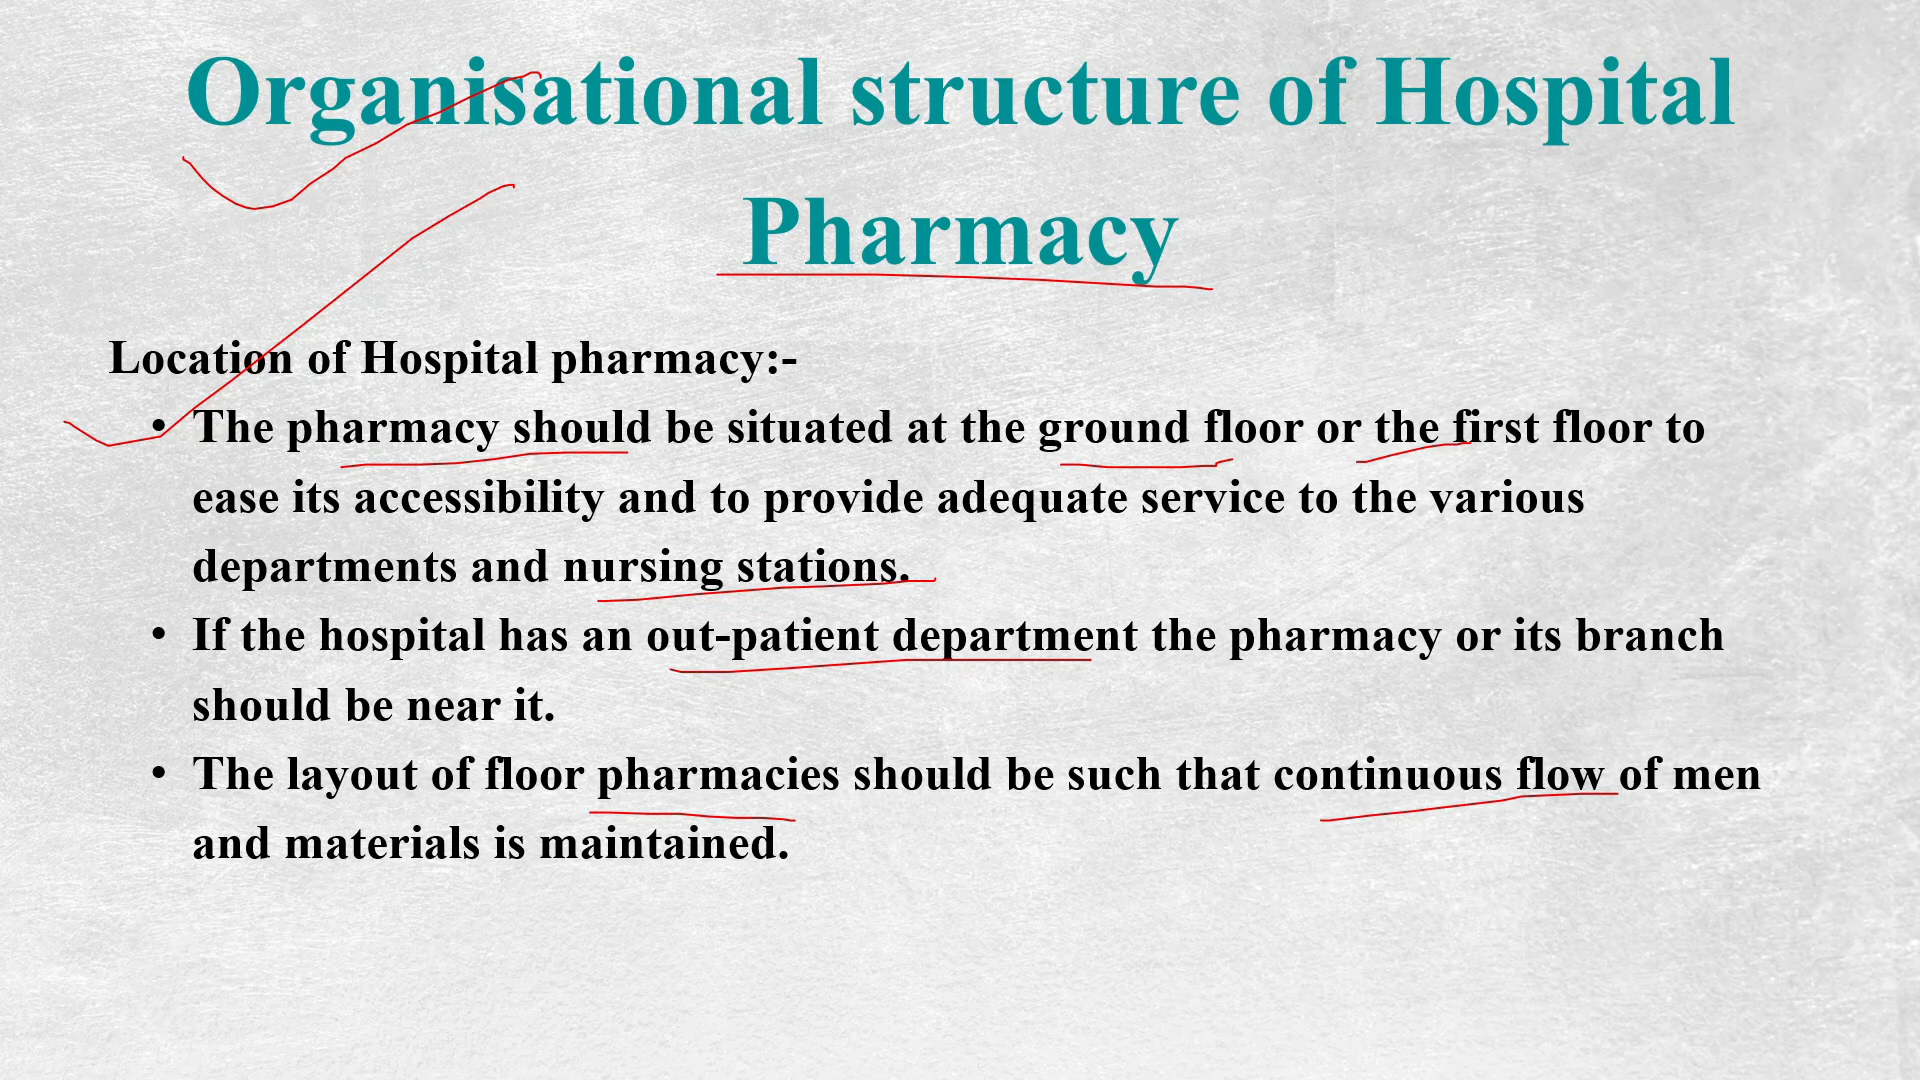 Organisational structure of Hospital
Pharmacy
Location of Hospital pharmacy:-
• The pharmacy should be situated at the ground floor or the first floor to
ease its accessibility and to provide adequate service to the various
departments and nursing stations.
• If the hospital has an out-patient department the pharmacy or its branch
should be near it.
• The layout of floor pharmacies should be such that continuous flow of men
and materials is maintained.